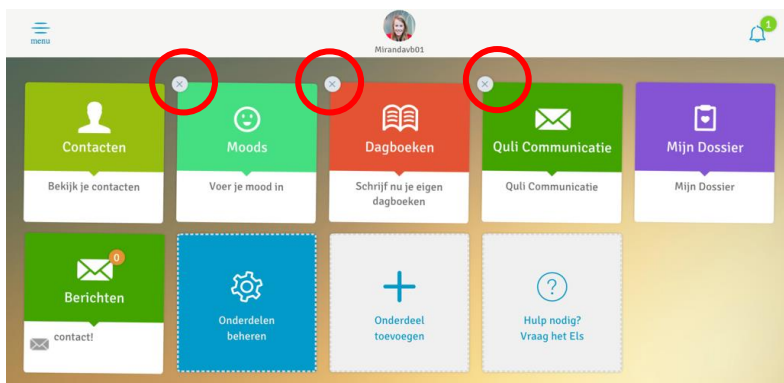 menu
Mirandavb01
1
Contacten
Moods
Dagboeken
Quli Communicatie
Mijn Dossier
Bekijk je contacten
Voer je mood in
Schrijf nu je eigen
dagboeken
Quli Communicatie
Mijn Dossier
0
Berichten
contact!
Onderdelen
beheren
Onderdeel
toevoegen
?
Hulp nodig?
Vraag het Els